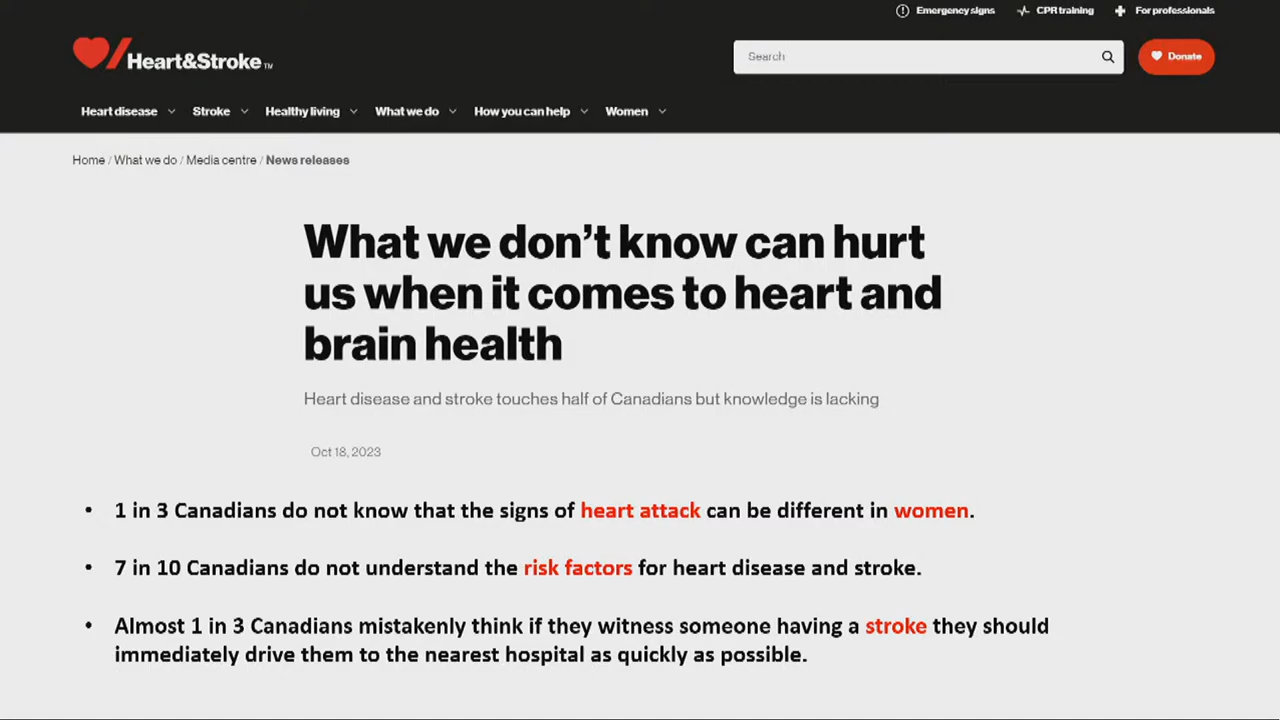 Emergency signs CPR training For professionals
Heart&Stroke™
Search
Donate
Heart disease Stroke Healthy living What we do How you can help Women
Home / What we do / Media centre / News releases
What we don't know can hurt
us when it comes to heart and
brain health
Heart disease and stroke touches half of Canadians but knowledge is lacking
Oct 18, 2023
• 1 in 3 Canadians do not know that the signs of heart attack can be different in women.
• 7 in 10 Canadians do not understand the risk factors for heart disease and stroke.
• Almost 1 in 3 Canadians mistakenly think if they witness someone having a stroke they should
immediately drive them to the nearest hospital as quickly as possible.